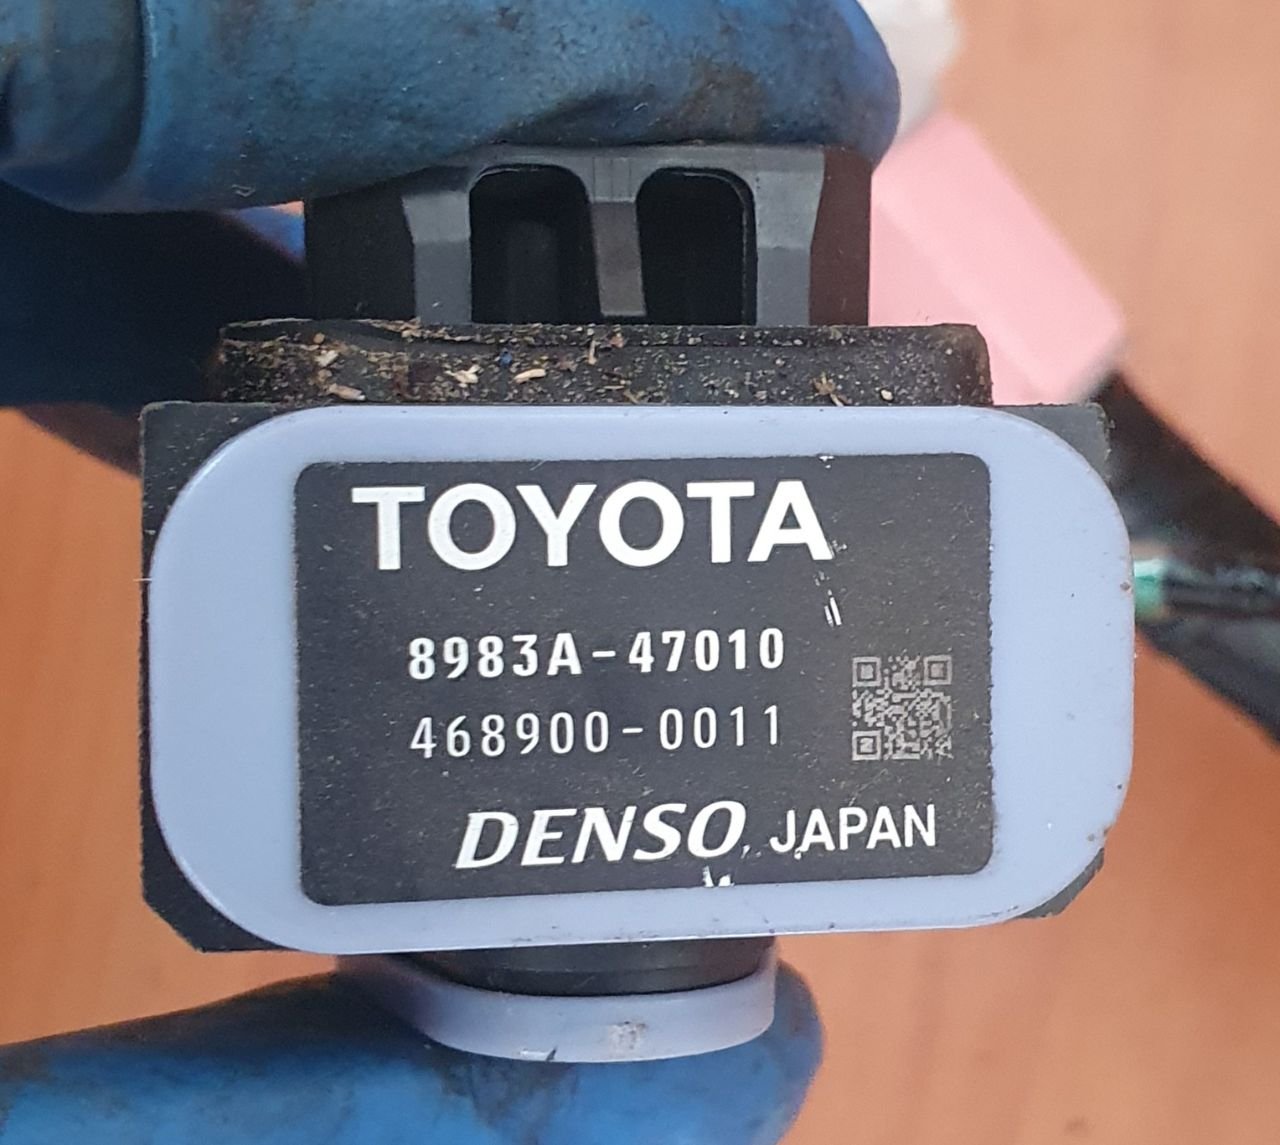 TOYOTA
8983A-47010
468900-0011
DENSO JAPAN